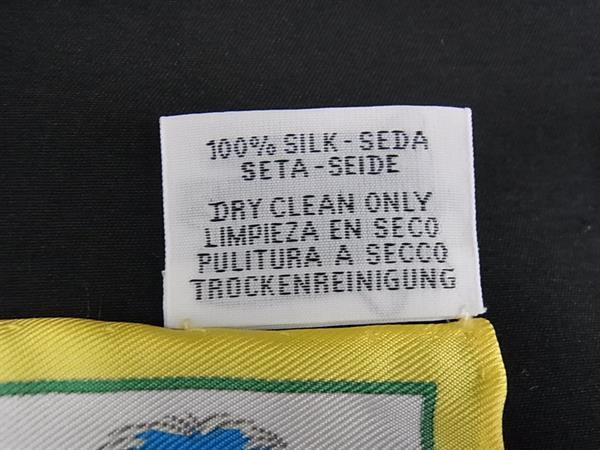 100% SILK - SEDA
SETA - SEIDE
DRY CLEAN ONLY
LIMPIEZA EN SECO
PULITURA A SECCO
TROCKENREINIGUNG